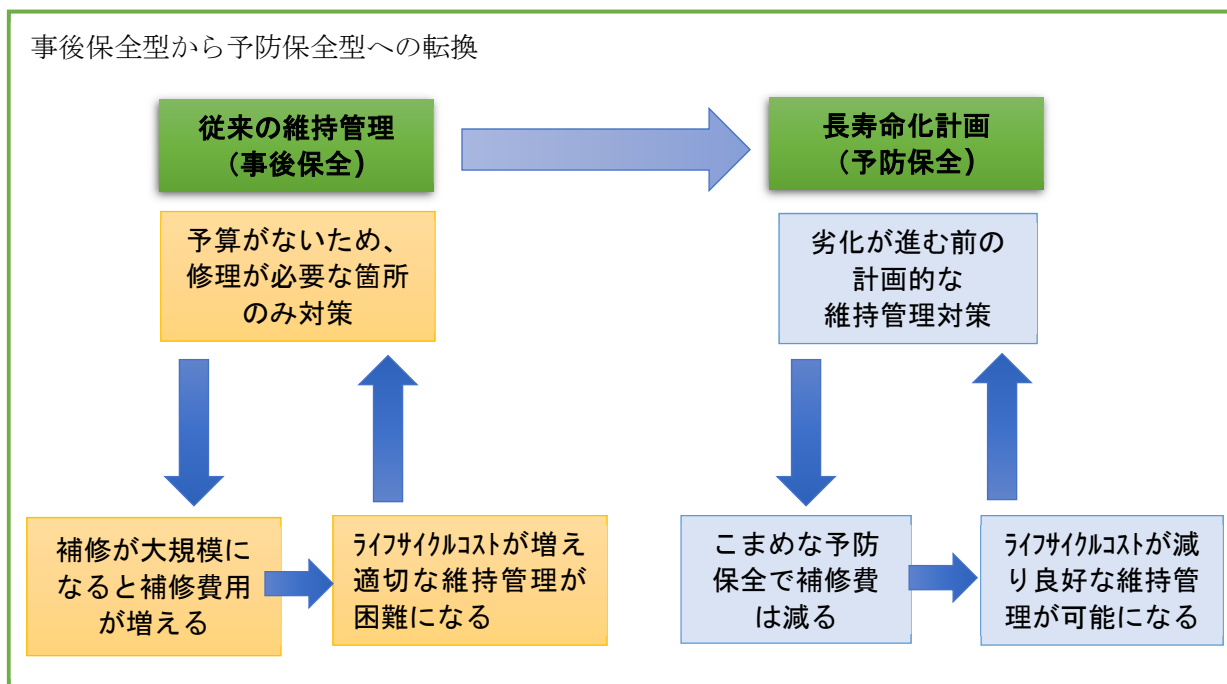 事後保全型から予防保全型への転換
従来の維持管理
(事後保全)
長寿命化計画
(予防保全)
予算がないため、
修理が必要な箇所
のみ対策
劣化が進む前の
計画的な
維持管理対策
補修が大規模に
なると補修費用
が増える
ﾗｲﾌｻｲｸﾙｺｽﾄが増え
適切な維持管理が
困難になる
こまめな予防
保全で補修費
は減る
ﾗｲﾌｻｲｸﾙｺｽﾄが減
り良好な維持管
理が可能になる